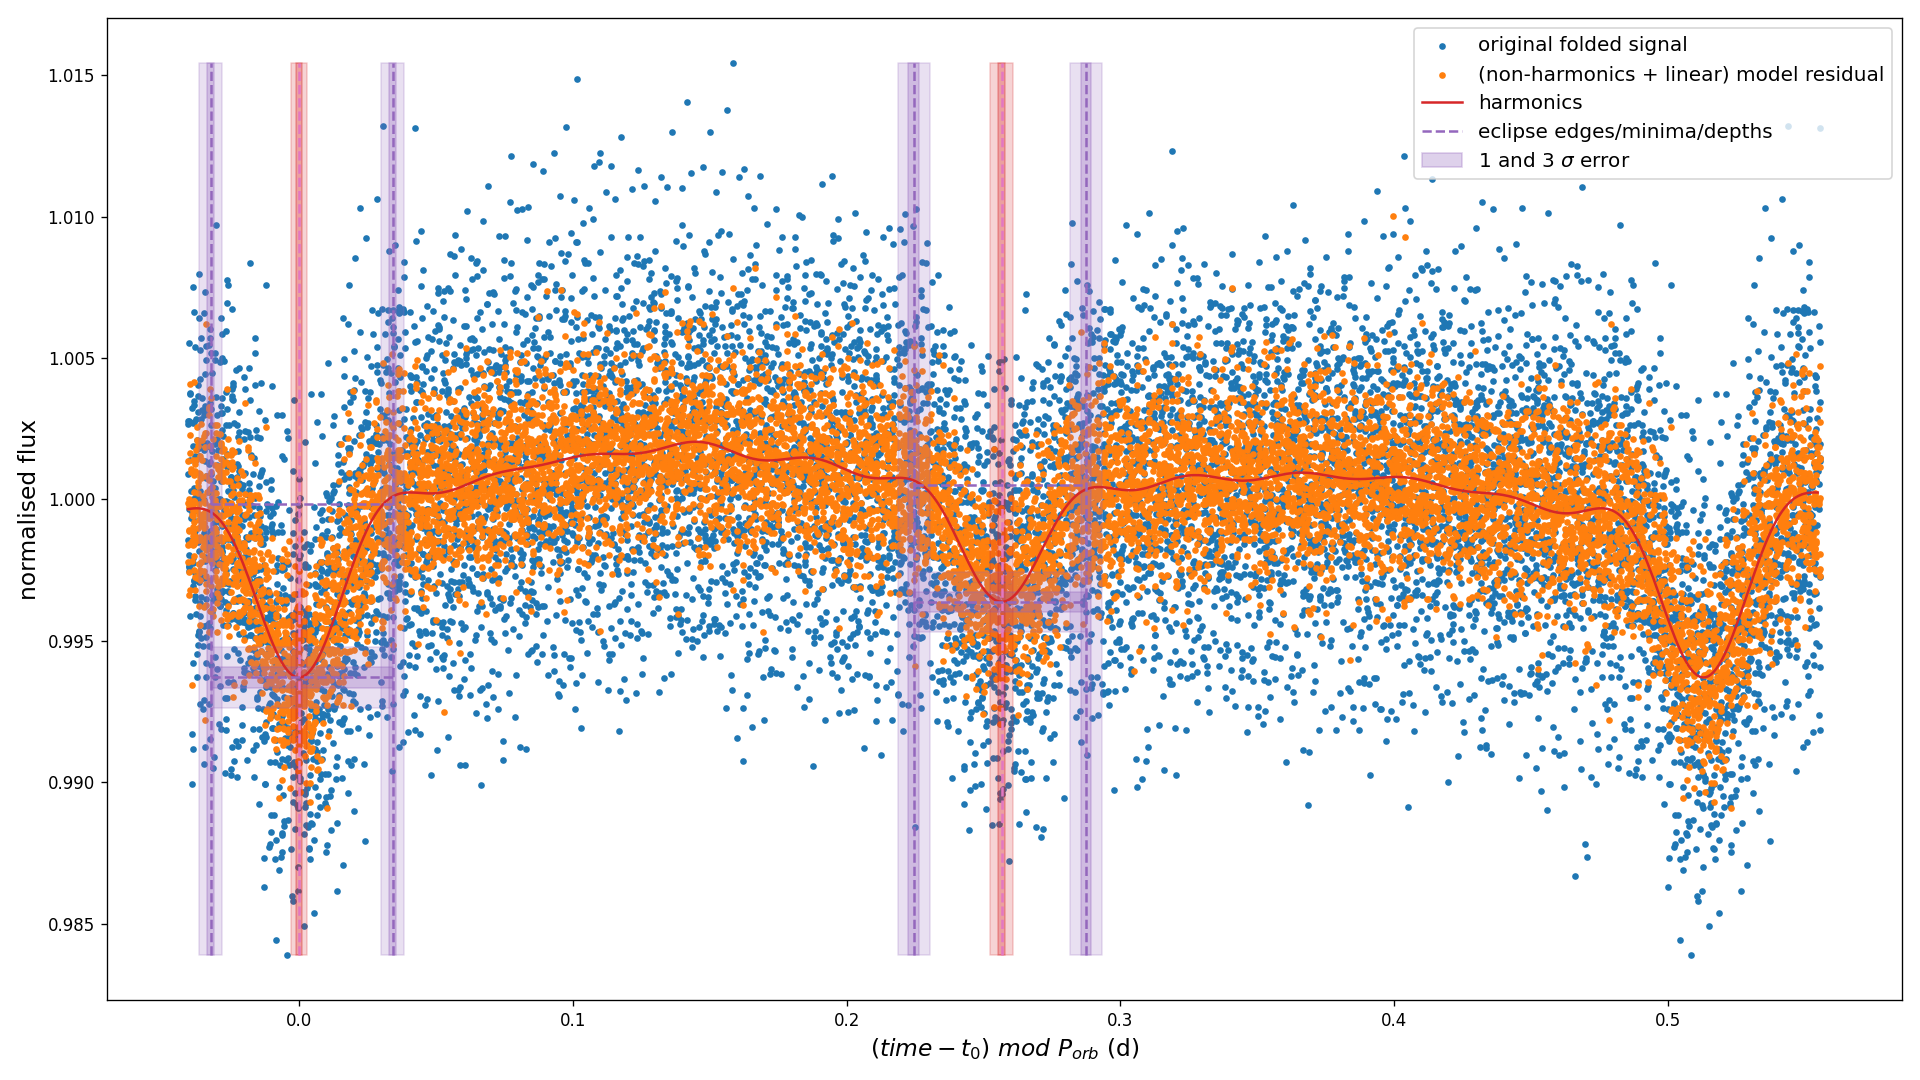 original folded signal
(non-harmonics + linear) model residual
harmonics
eclipse edges/minima/depths
1 and 3 σ error
normalised flux
1.015
1.010
1.005
1.000
0.995
0.990
0.985
0.0 0.1 0.2 0.3 0.4 0.5
(time − t₀) mod P_orb (d)